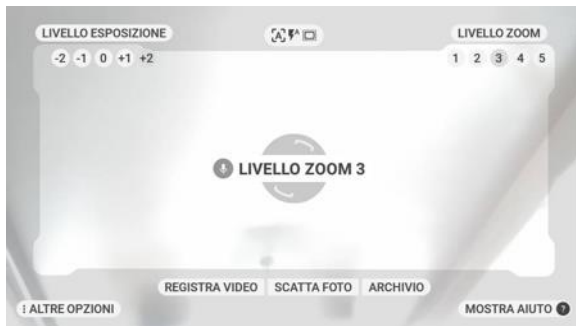 LIVELLO ESPOSIZIONE
LIVELLO ZOOM
-2 -1 0 +1 +2
1 2 3 4 5
LIVELLO ZOOM 3
REGISTRA VIDEO SCATTA FOTO ARCHIVIO
ALTRE OPZIONI
MOSTRA AIUTO ?